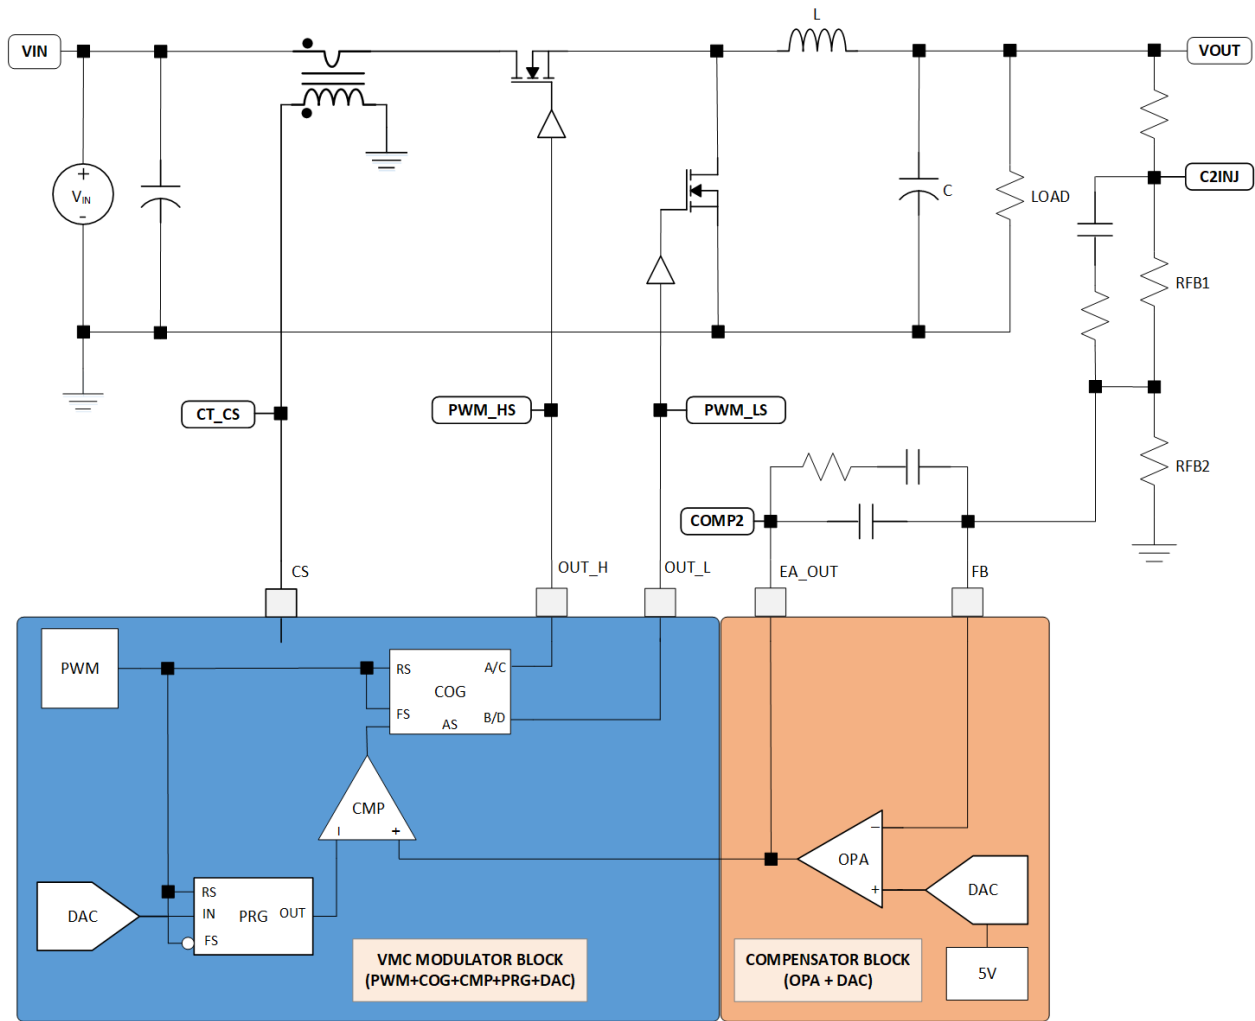 L
VIN
VOUT
+
VIN
-
C2INJ
C
LOAD
RFB1
CT_CS
PWM_HS
PWM_LS
RFB2
COMP2
CS
OUT_H
OUT_L
EA_OUT
FB
PWM
RS
A/C
COG
FS
B/D
AS
CMP
-
+
DAC
RS
IN
PRG
OUT
FS
-
OPA
+
DAC
5V
VMC MODULATOR BLOCK
(PWM+COG+CMP+PRG+DAC)
COMPENSATOR BLOCK
(OPA + DAC)